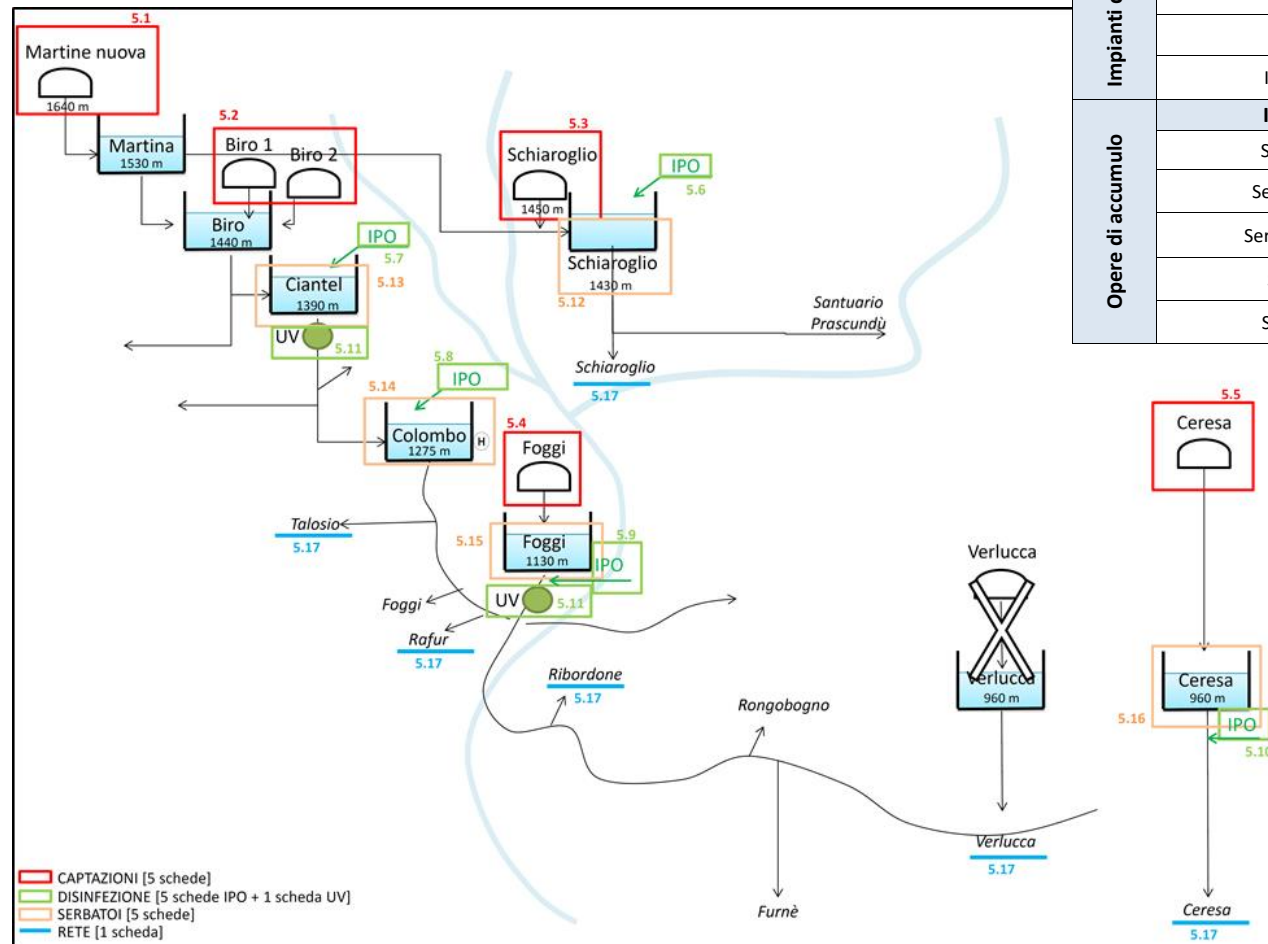 5.1
Martine nuova
1640 m
Martina
1530 m
5.2
Biro 1
Biro 2
Biro
1440 m
5.3
Schiaroglio
1450 m
IPO
5.6
Schiaroglio
1430 m
5.12
IPO
5.7
Ciantel
1390 m
5.13
UV
5.11
Santuario
Prascundù
Schiaroglio
5.17
5.8
IPO
5.14
Colombo
1275 m
H
5.4
Foggi
Talosio
5.17
5.15
Foggi
1130 m
5.9
IPO
UV
5.11
Foggi
Rafur
5.17
Ribordone
5.17
Rongobogno
Furnè
Verlucca
Verlucca
960 m
Verlucca
5.17
5.5
Ceresa
Ceresa
960 m
5.16
IPO
Ceresa
5.17
CAPTAZIONI [5 schede]
DISINFEZIONE [5 schede IPO + 1 scheda UV]
SERBATOI [5 schede]
RETE [1 scheda]
Opere di accumulo